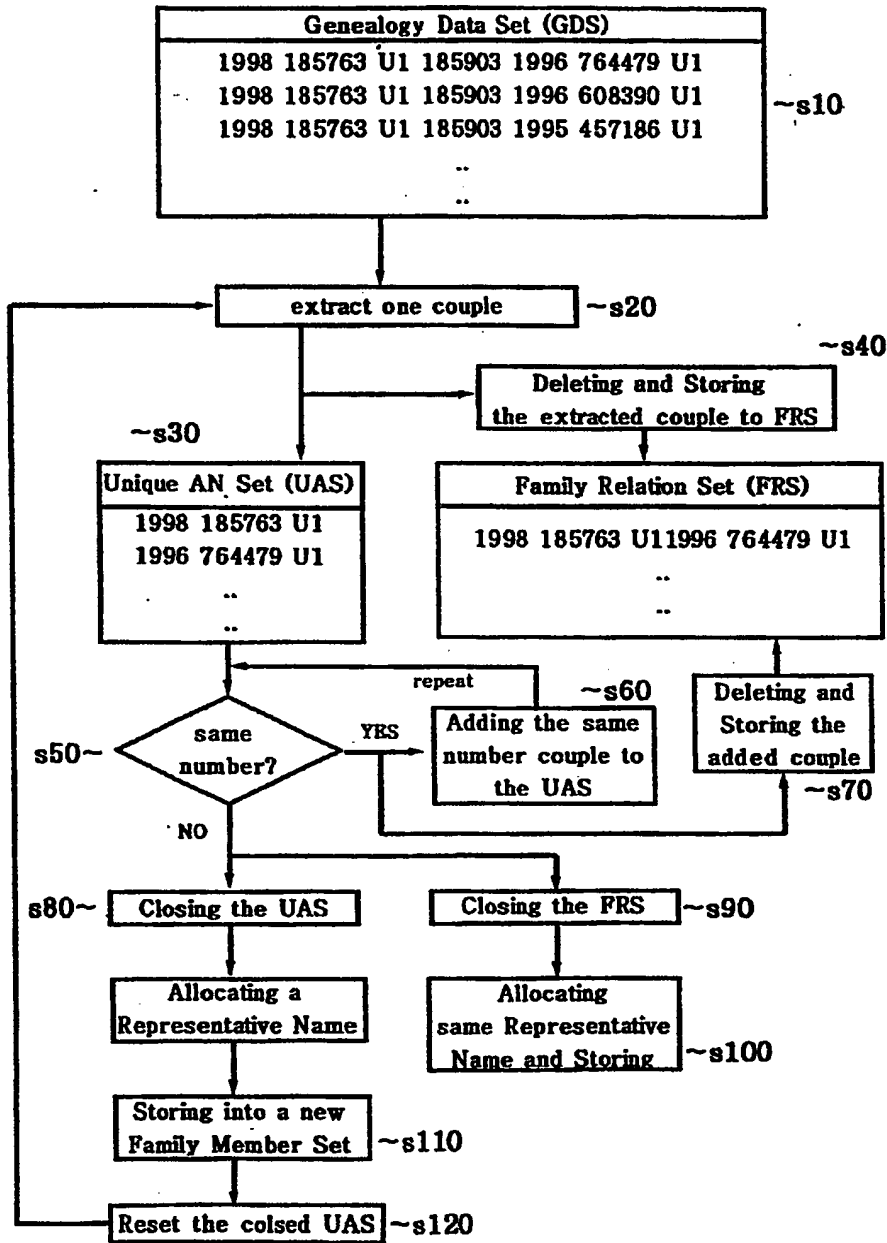 Genealogy Data Set (GDS)
1998 185763 U1 185903 1996 764479 U1
1998 185763 U1 185903 1996 608390 U1
1998 185763 U1 185903 1995 457186 U1
..
..
~s10
extract one couple
~s20
~s40
Deleting and Storing
the extracted couple to FRS
~s30
Unique AN Set (UAS)
1998 185763 U1
1996 764479 U1
..
..
Family Relation Set (FRS)
1998 185763 U11996 764479 U1
..
..
repeat
s50~
same
number?
YRS
~s60
Adding the same
number couple to
the UAS
Deleting and
Storing the
added couple
~s70
NO
s80~
Closing the UAS
Closing the FRS
~s90
Allocating a
Representative Name
Allocating
same Representative
Name and Storing
~s100
Storing into a new
Family Member Set
~s110
Reset the colsed UAS
~s120